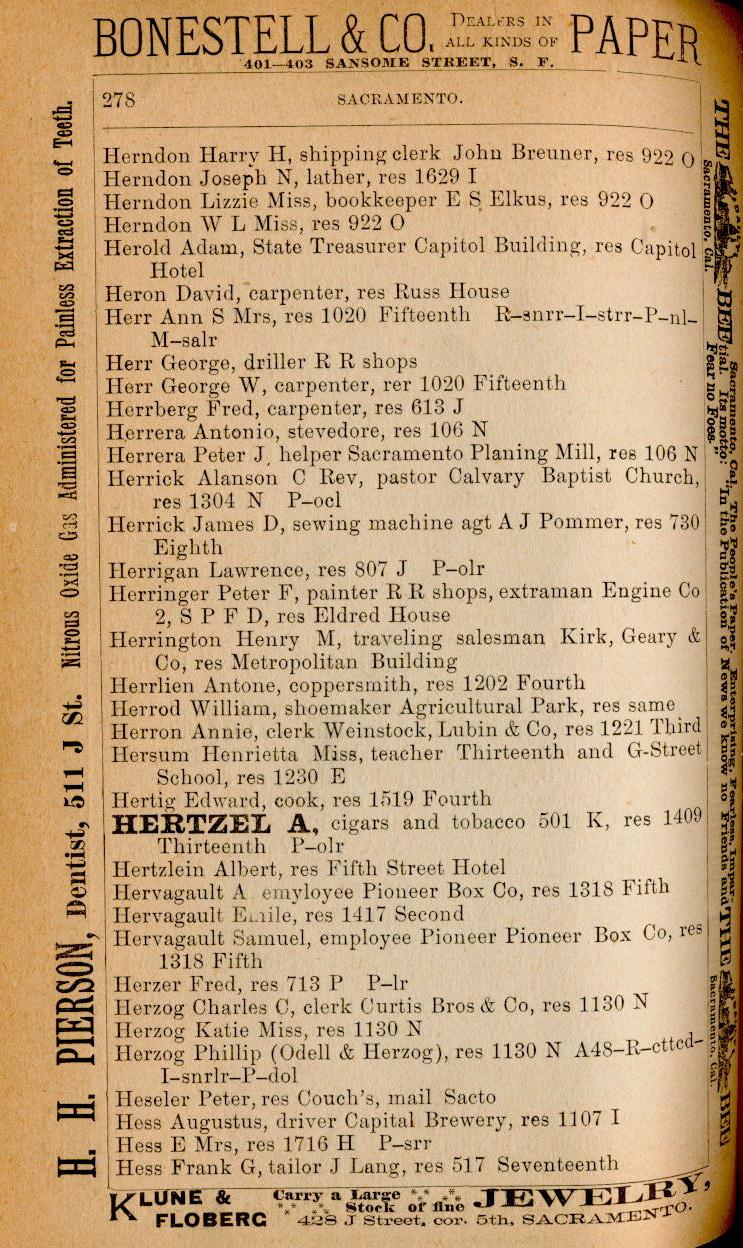 BONESTELL & CO. DEALERS IN ALL KINDS OF PAPER
401—403 SANSOME STREET, S. F.
278 SACRAMENTO.
Herndon Harry H, shipping clerk John Breuner, res 922 O
Herndon Joseph N, lather, res 1629 I
Herndon Lizzie Miss, bookkeeper E S Elkus, res 922 O
Herndon W L Miss, res 922 O
Herold Adam, State Treasurer Capitol Building, res Capitol
Hotel
Heron David, carpenter, res Russ House
Herr Ann S Mrs, res 1020 Fifteenth R–snrr–I–strr–P–nl–
M–salr
Herr George, driller R R shops
Herr George W, carpenter, rer 1020 Fifteenth
Herrberg Fred, carpenter, res 613 J
Herrera Antonio, stevedore, res 106 N
Herrera Peter J, helper Sacramento Planing Mill, res 106 N
Herrick Alanson C Rev, pastor Calvary Baptist Church,
res 1304 N P–ocl
Herrick James D, sewing machine agt A J Pommer, res 730
Eighth
Herrigan Lawrence, res 807 J P–olr
Herringer Peter F, painter R R shops, extraman Engine Co
2, S P F D, res Eldred House
Herrington Henry M, traveling salesman Kirk, Geary &
Co, res Metropolitan Building
Herrlien Antone, coppersmith, res 1202 Fourth
Herrod William, shoemaker Agricultural Park, res same
Herron Annie, clerk Weinstock, Lubin & Co, res 1221 Third
Hersum Henrietta Miss, teacher Thirteenth and G-Street
School, res 1230 E
Hertig Edward, cook, res 1519 Fourth
HERTZEL A, cigars and tobacco 501 K, res 1409
Thirteenth P–olr
Hertzlein Albert, res Fifth Street Hotel
Hervagault A emyloyee Pioneer Box Co, res 1318 Fifth
Hervagault Emile, res 1417 Second
Hervagault Samuel, employee Pioneer Pioneer Box Co, res
1318 Fifth
Herzer Fred, res 713 P P–lr
Herzog Charles C, clerk Curtis Bros & Co, res 1130 N
Herzog Katie Miss, res 1130 N
Herzog Phillip (Odell & Herzog), res 1130 N A48–R–cttcd–
I–snrlr–P–dol
Heseler Peter, res Couch's, mail Sacto
Hess Augustus, driver Capital Brewery, res 1107 I
Hess E Mrs, res 1716 H P–srr
Hess Frank G, tailor J Lang, res 517 Seventeenth
KLUNE & FLOBERG Carry a Large Stock of fine JEWELRY,
428 J Street, cor. 5th, SACRAMENTO.
H. H. PIERSON, Dentist, 511 J St. Nitrous Oxide Gas Administered for Painless Extraction of Teeth.
THE BEE
Sacramento, Cal.
Sacramento, Cal. The People's Paper. Enterprising, Fearless, Impar-
tial. Its motto: "In the Publication of News we know no Friends and
Fear no Foes."
THE BEE
Sacramento, Cal.